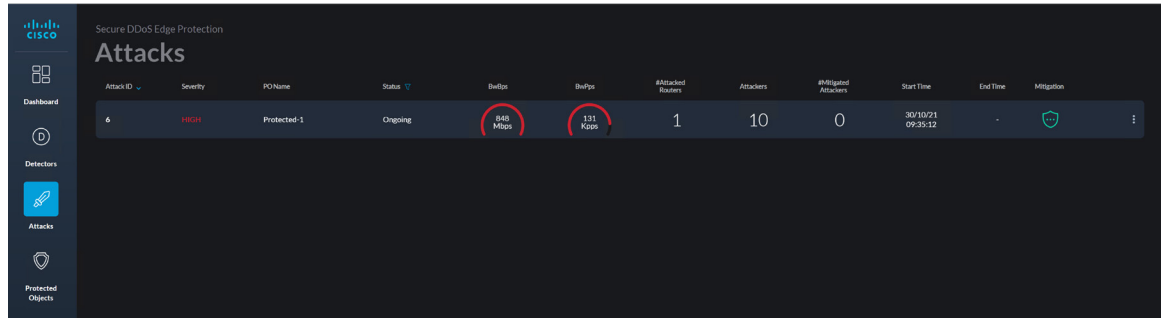 CISCO
Secure DDoS Edge Protection
Attacks
Dashboard
Detectors
Attacks
Protected
Objects
Attack ID Severity PO Name Status BwBps BwPps #Attacked Routers Attackers #Mitigated Attackers Start Time End Time Mitigation
6 HIGH Protected-1 Ongoing 848 Mbps 131 Kpps 1 10 0 30/10/21 09:35:12 -